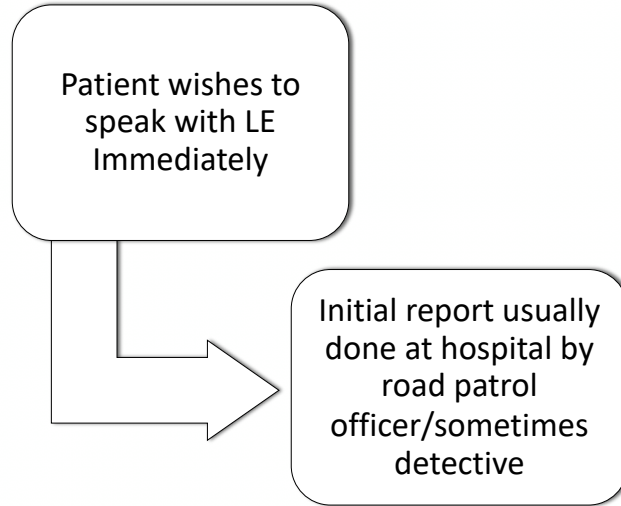 Patient wishes to
speak with LE
Immediately
Initial report usually
done at hospital by
road patrol
officer/sometimes
detective